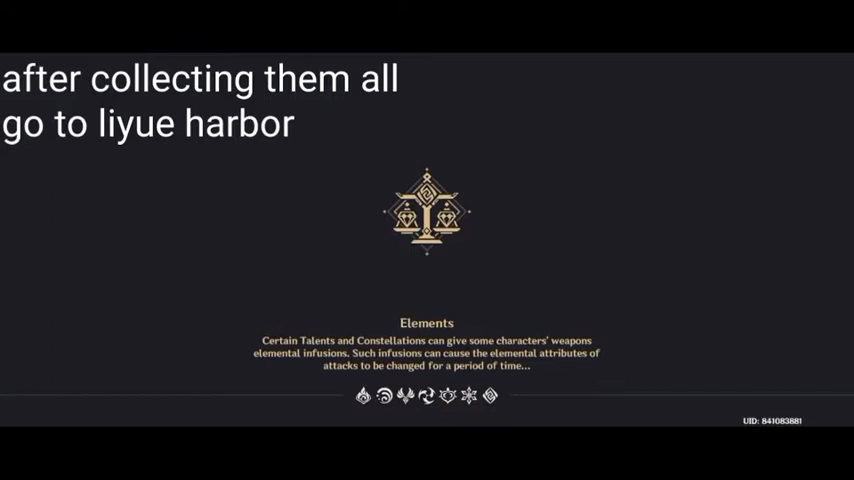 after collecting them all
go to liyue harbor
Elements
Certain Talents and Constellations can give some characters' weapons
elemental infusions. Such infusions can cause the elemental attributes of
attacks to be changed for a period of time...
UID: 841083881